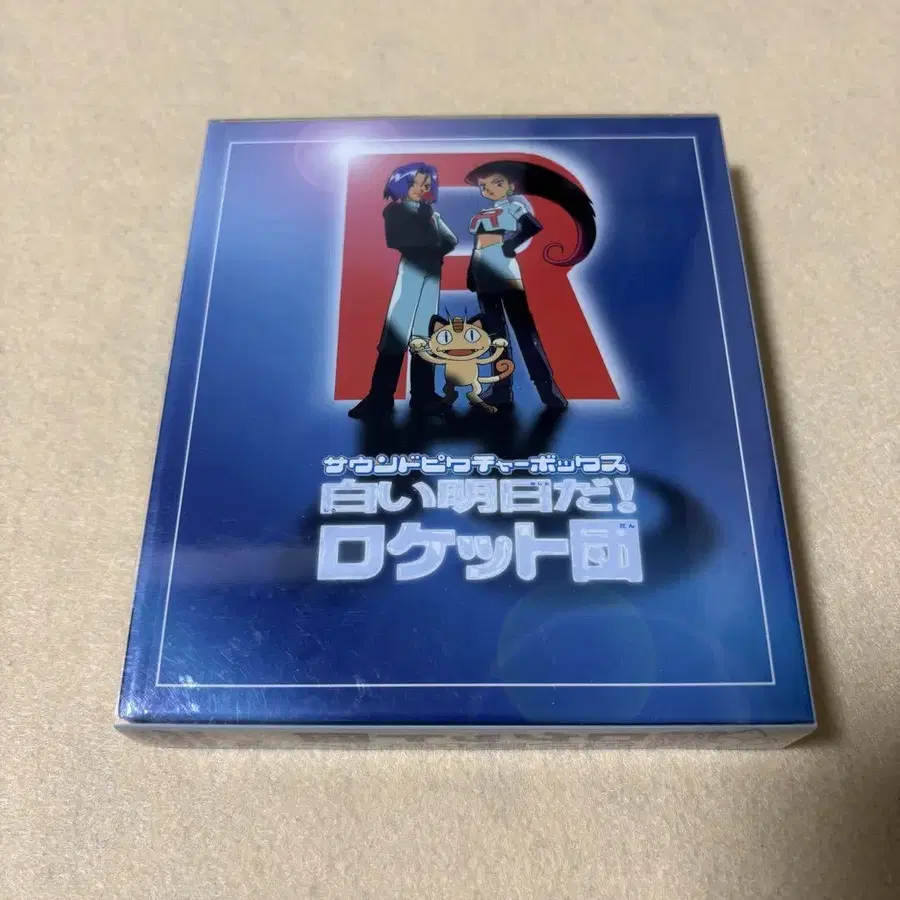 R
R
サウンドピクチャーボックス
白い明日だ!
ロケット団